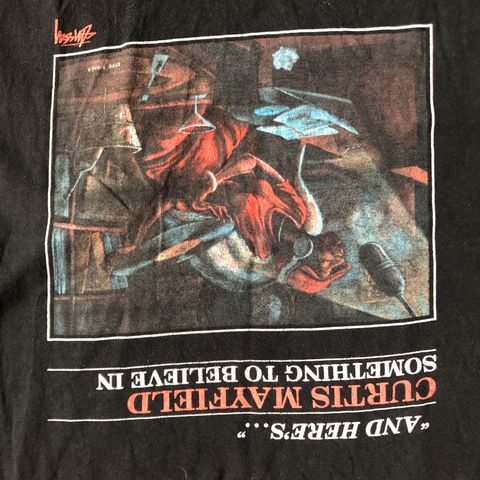 “AND HERE'S...”
CURTIS MAYFIELD
SOMETHING TO BELIEVE IN